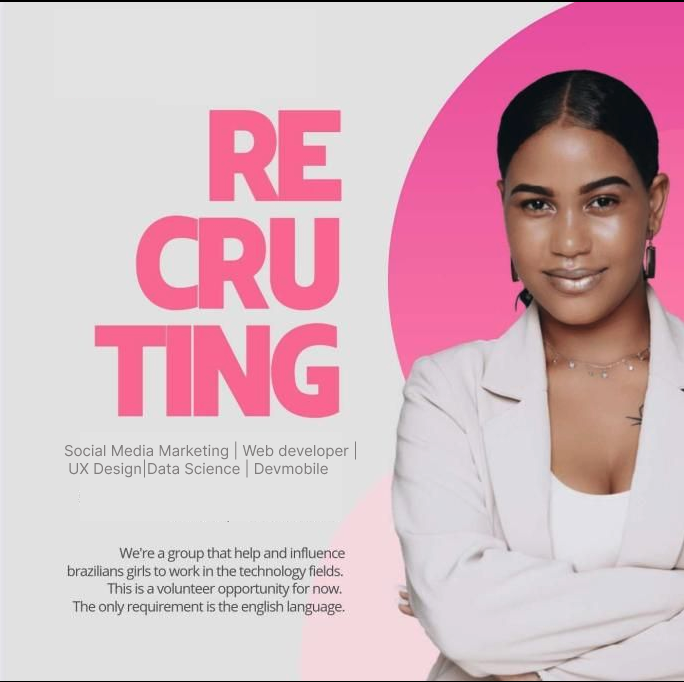 RE
CRU
TING
Social Media Marketing | Web developer |
UX Design|Data Science | Devmobile
We're a group that help and influence
brazilians girls to work in the technology fields.
This is a volunteer opportunity for now.
The only requirement is the english language.